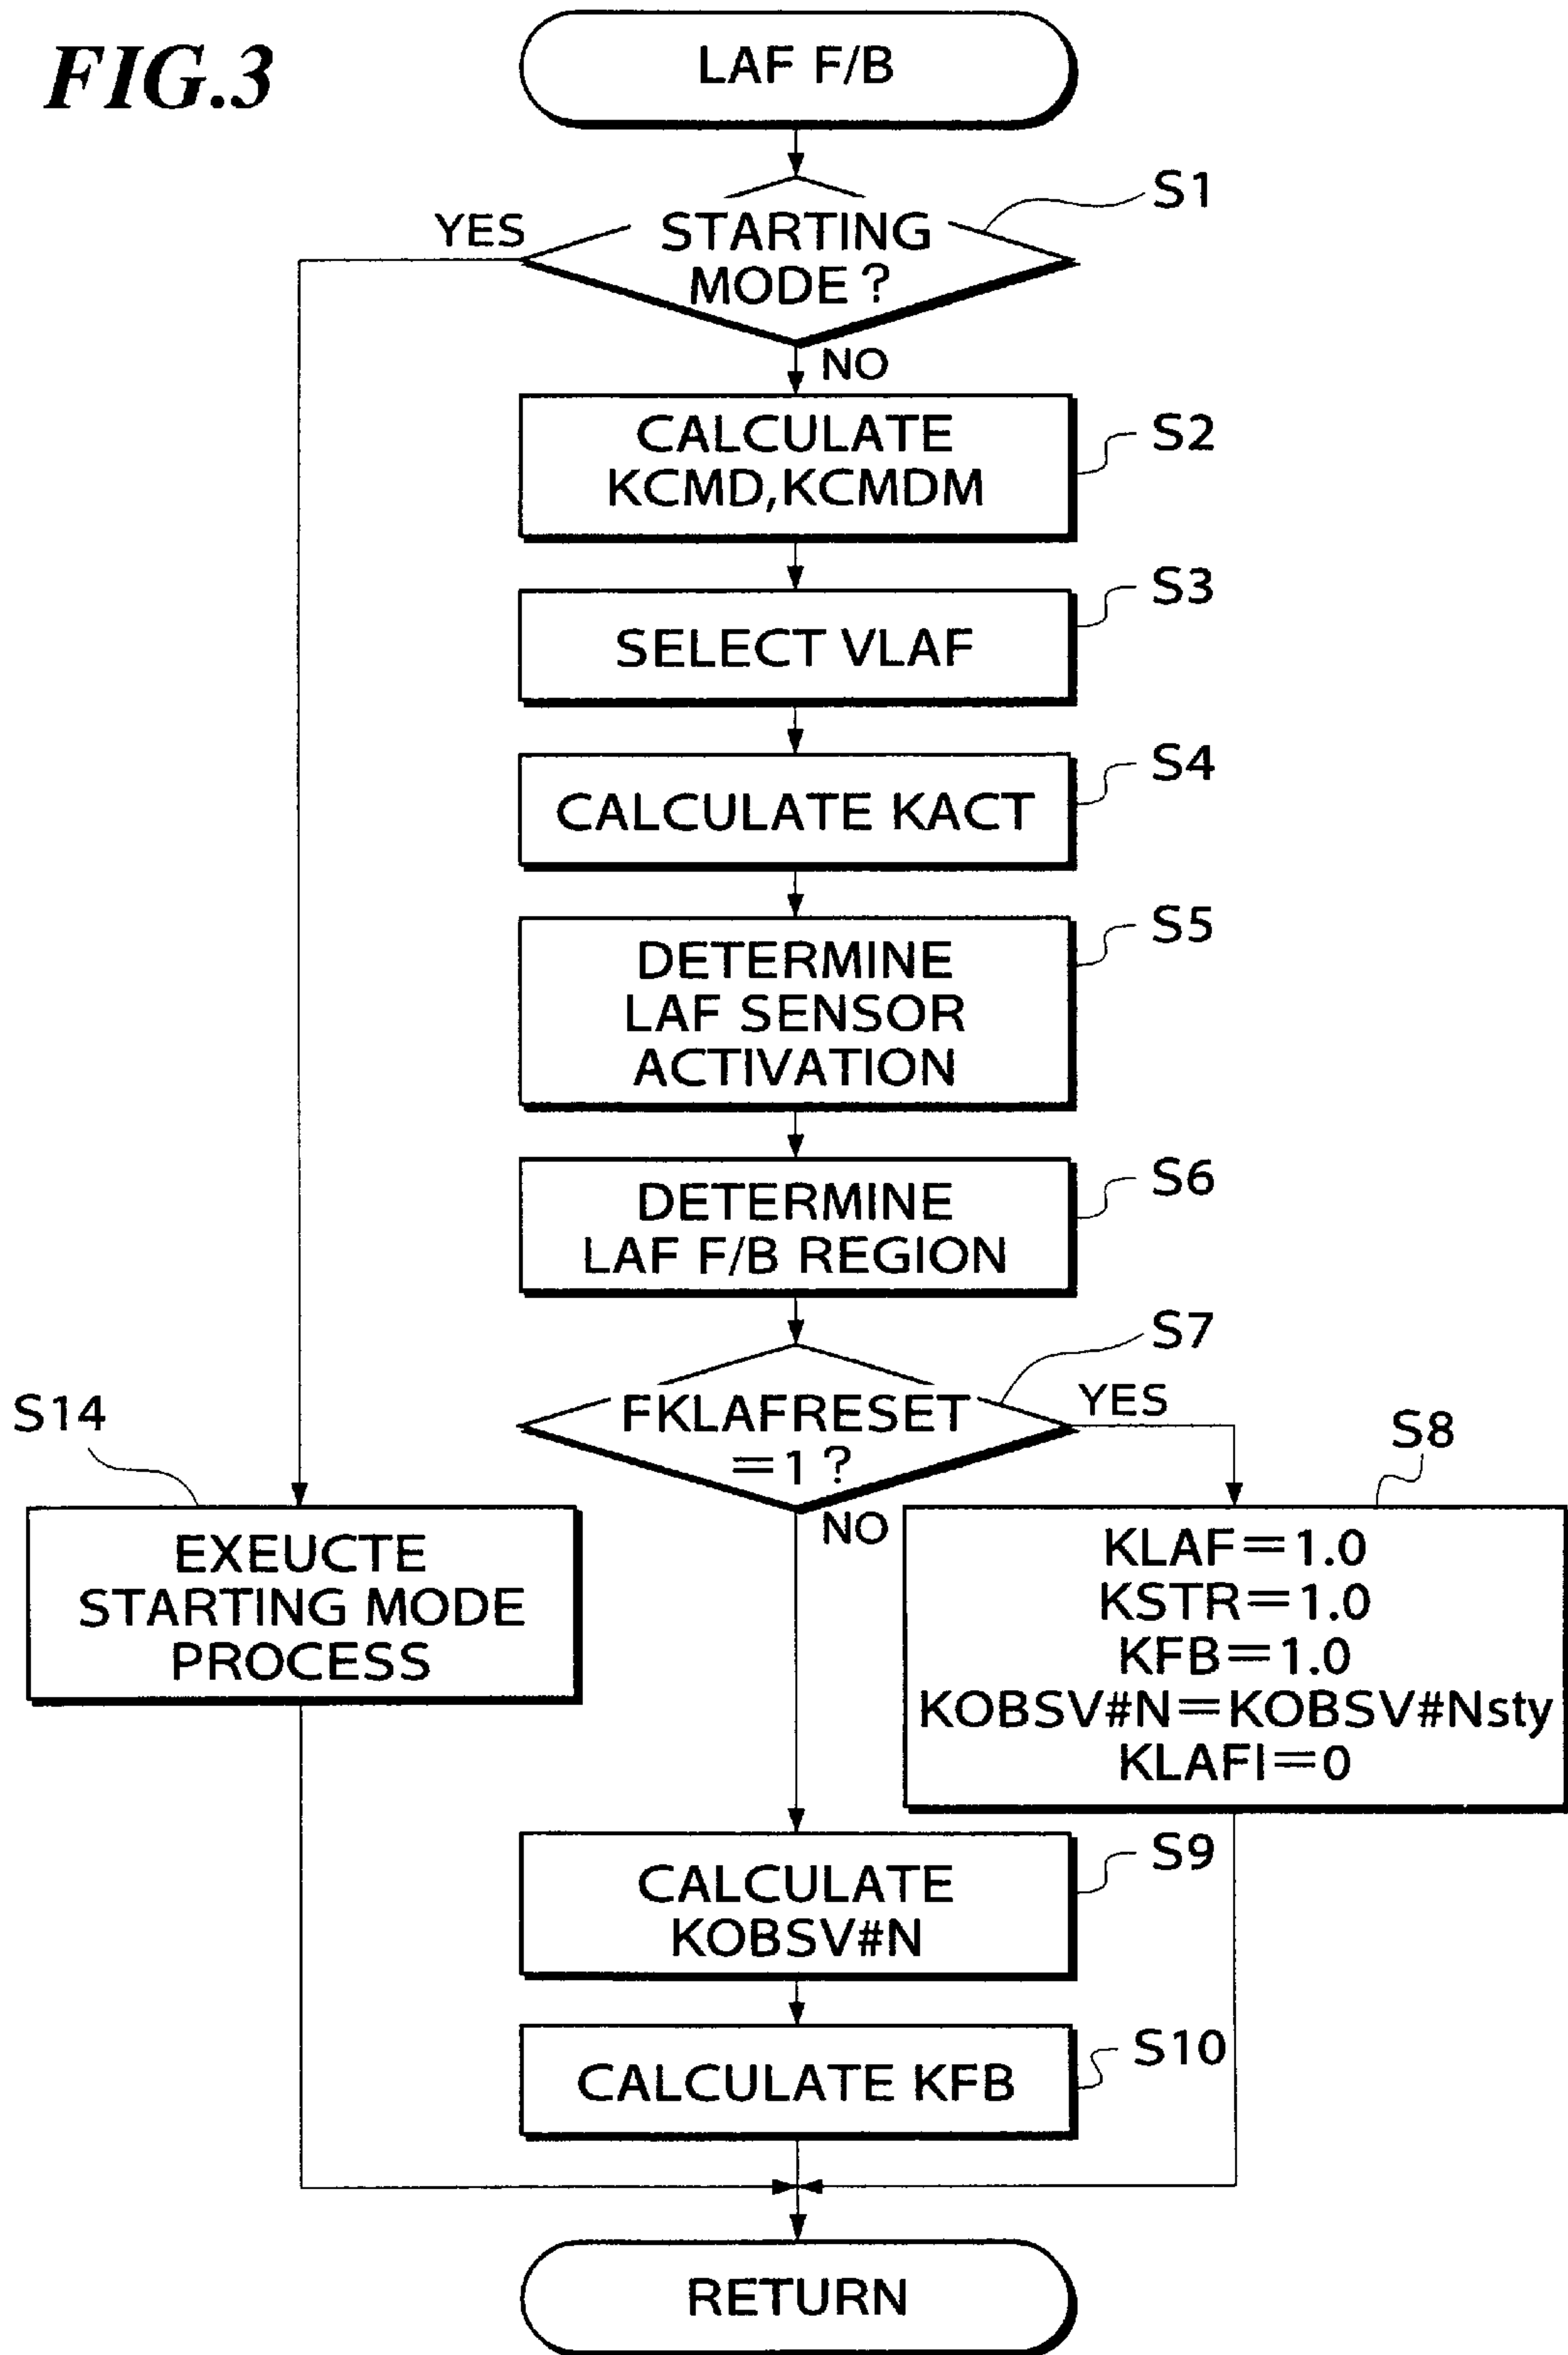 FIG.3
LAF F/B
S1
YES
STARTING
MODE?
NO
CALCULATE
KCMD,KCMDM
S2
S3
SELECT VLAF
S4
CALCULATE KACT
S5
DETERMINE
LAF SENSOR
ACTIVATION
S6
DETERMINE
LAF F/B REGION
S7
FKLAFRESET
=1?
YES
NO
S14
EXEUCTE
STARTING MODE
PROCESS
S8
KLAF=1.0
KSTR=1.0
KFB=1.0
KOBSV#N=KOBSV#Nsty
KLAFI=0
S9
CALCULATE
KOBSV#N
S10
CALCULATE KFB
RETURN